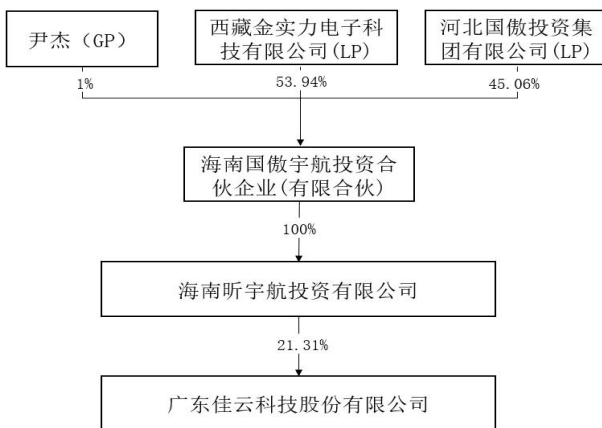 尹杰（GP）
西藏金实力电子科
技有限公司(LP)
河北国傲投资集
团有限公司(LP)
1%
53.94%
45.06%
海南国傲宇航投资合
伙企业(有限合伙)
100%
海南昕宇航投资有限公司
21.31%
广东佳云科技股份有限公司